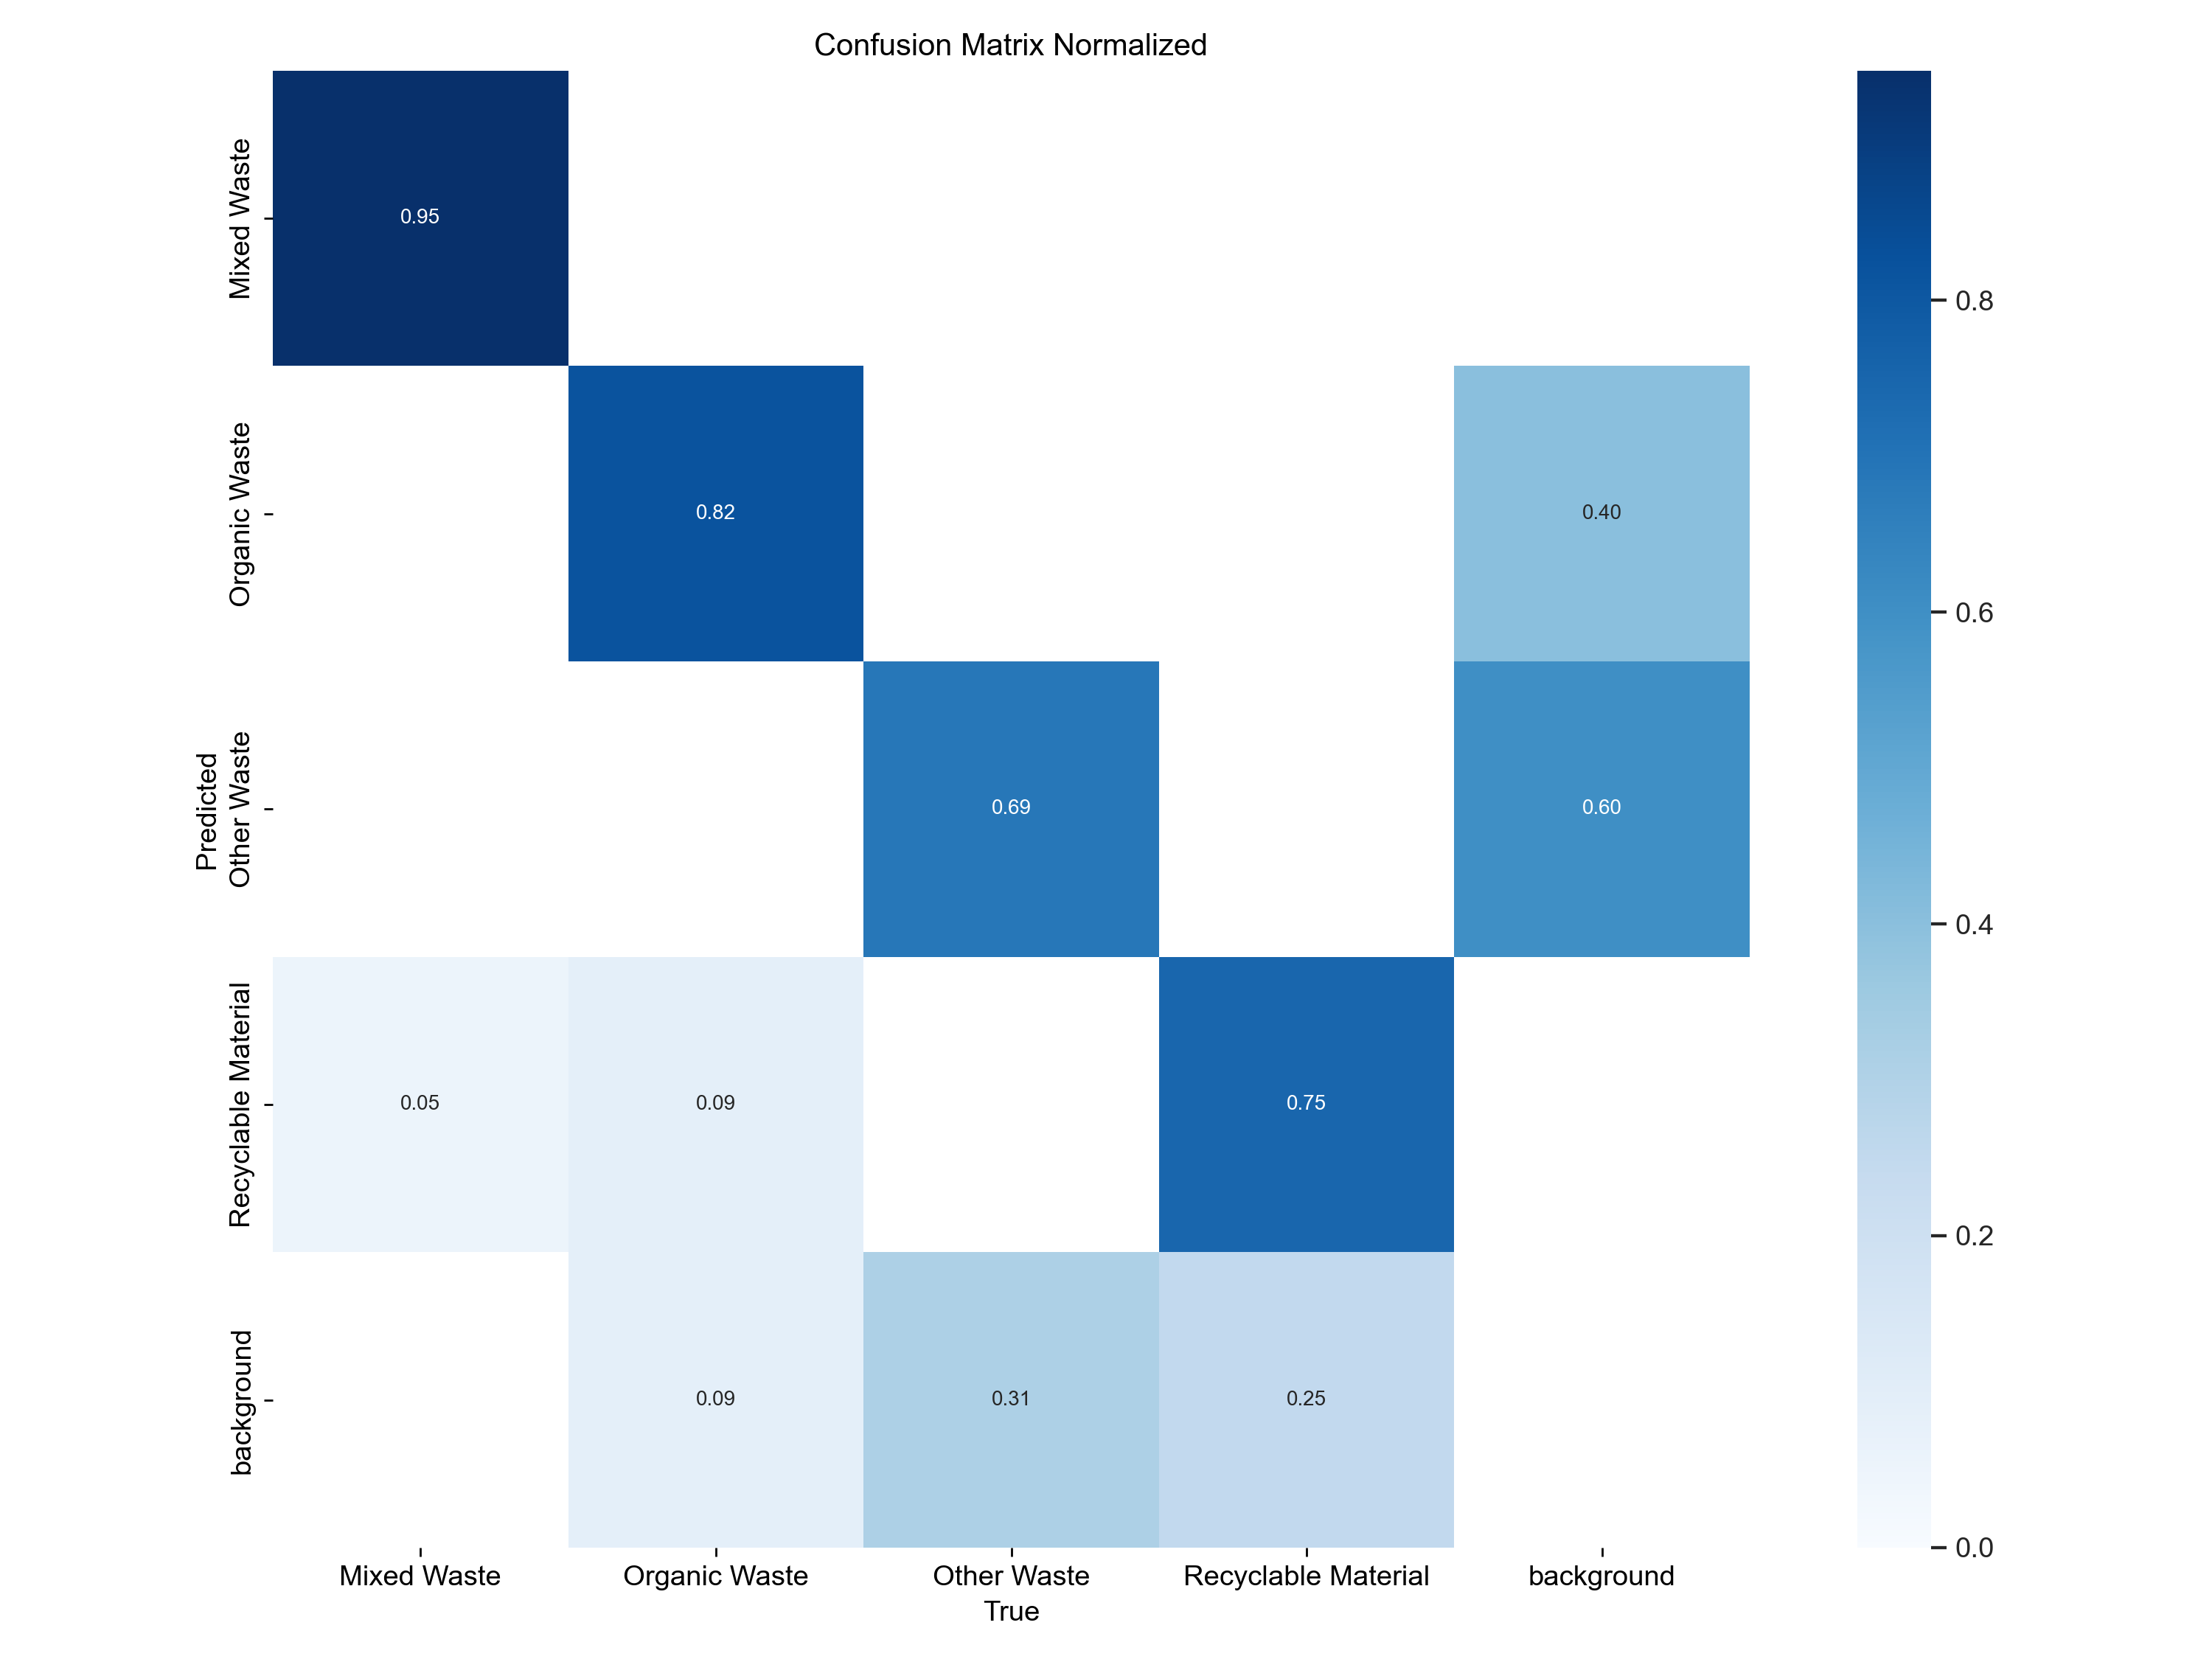 Confusion Matrix Normalized
Mixed Waste
0.95
0.8
Organic Waste
0.82
0.40
0.6
Predicted
Other Waste
0.69
0.60
0.4
Recyclable Material
0.05
0.09
0.75
0.2
background
0.09
0.31
0.25
0.0
Mixed Waste
Organic Waste
Other Waste
Recyclable Material
background
True